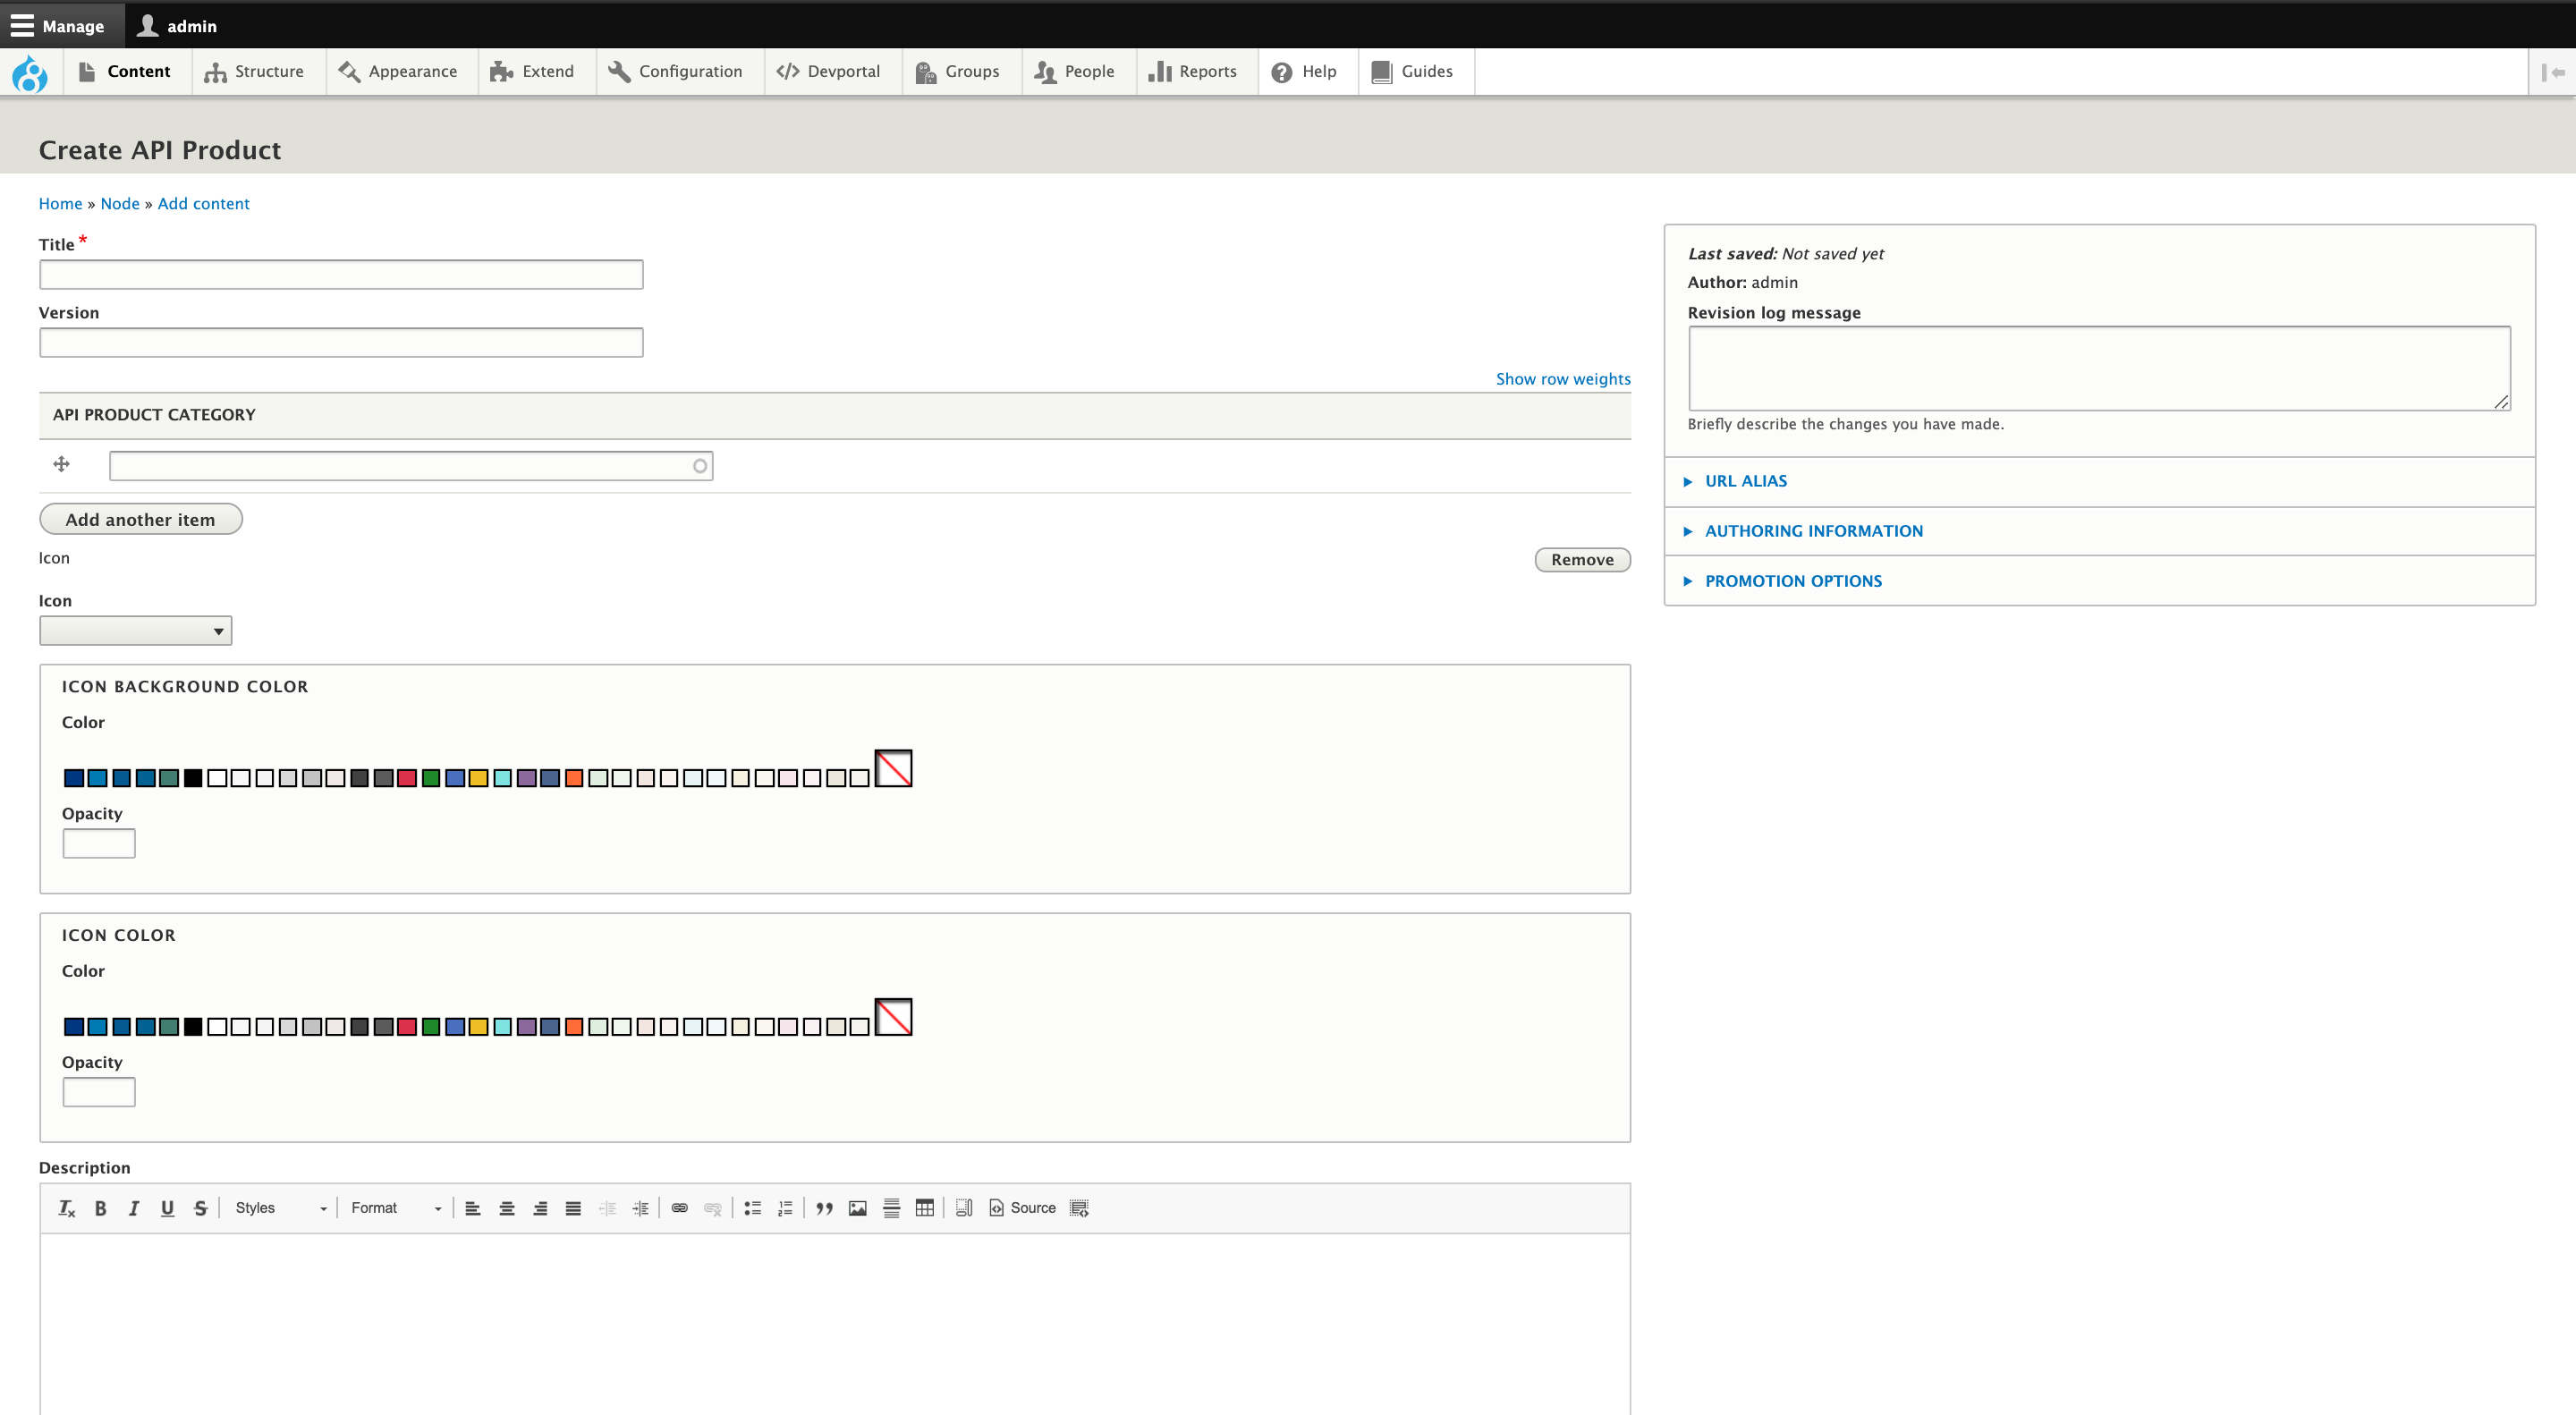 Manage admin
Content Structure Appearance Extend Configuration Devportal Groups People Reports Help Guides
Create API Product
Home » Node » Add content
Title *
Version
Show row weights
API PRODUCT CATEGORY
Add another item
Icon
Remove
Icon
ICON BACKGROUND COLOR
Color
Opacity
ICON COLOR
Color
Opacity
Description
Styles Format Source
Last saved: Not saved yet
Author: admin
Revision log message
Briefly describe the changes you have made.
URL ALIAS
AUTHORING INFORMATION
PROMOTION OPTIONS